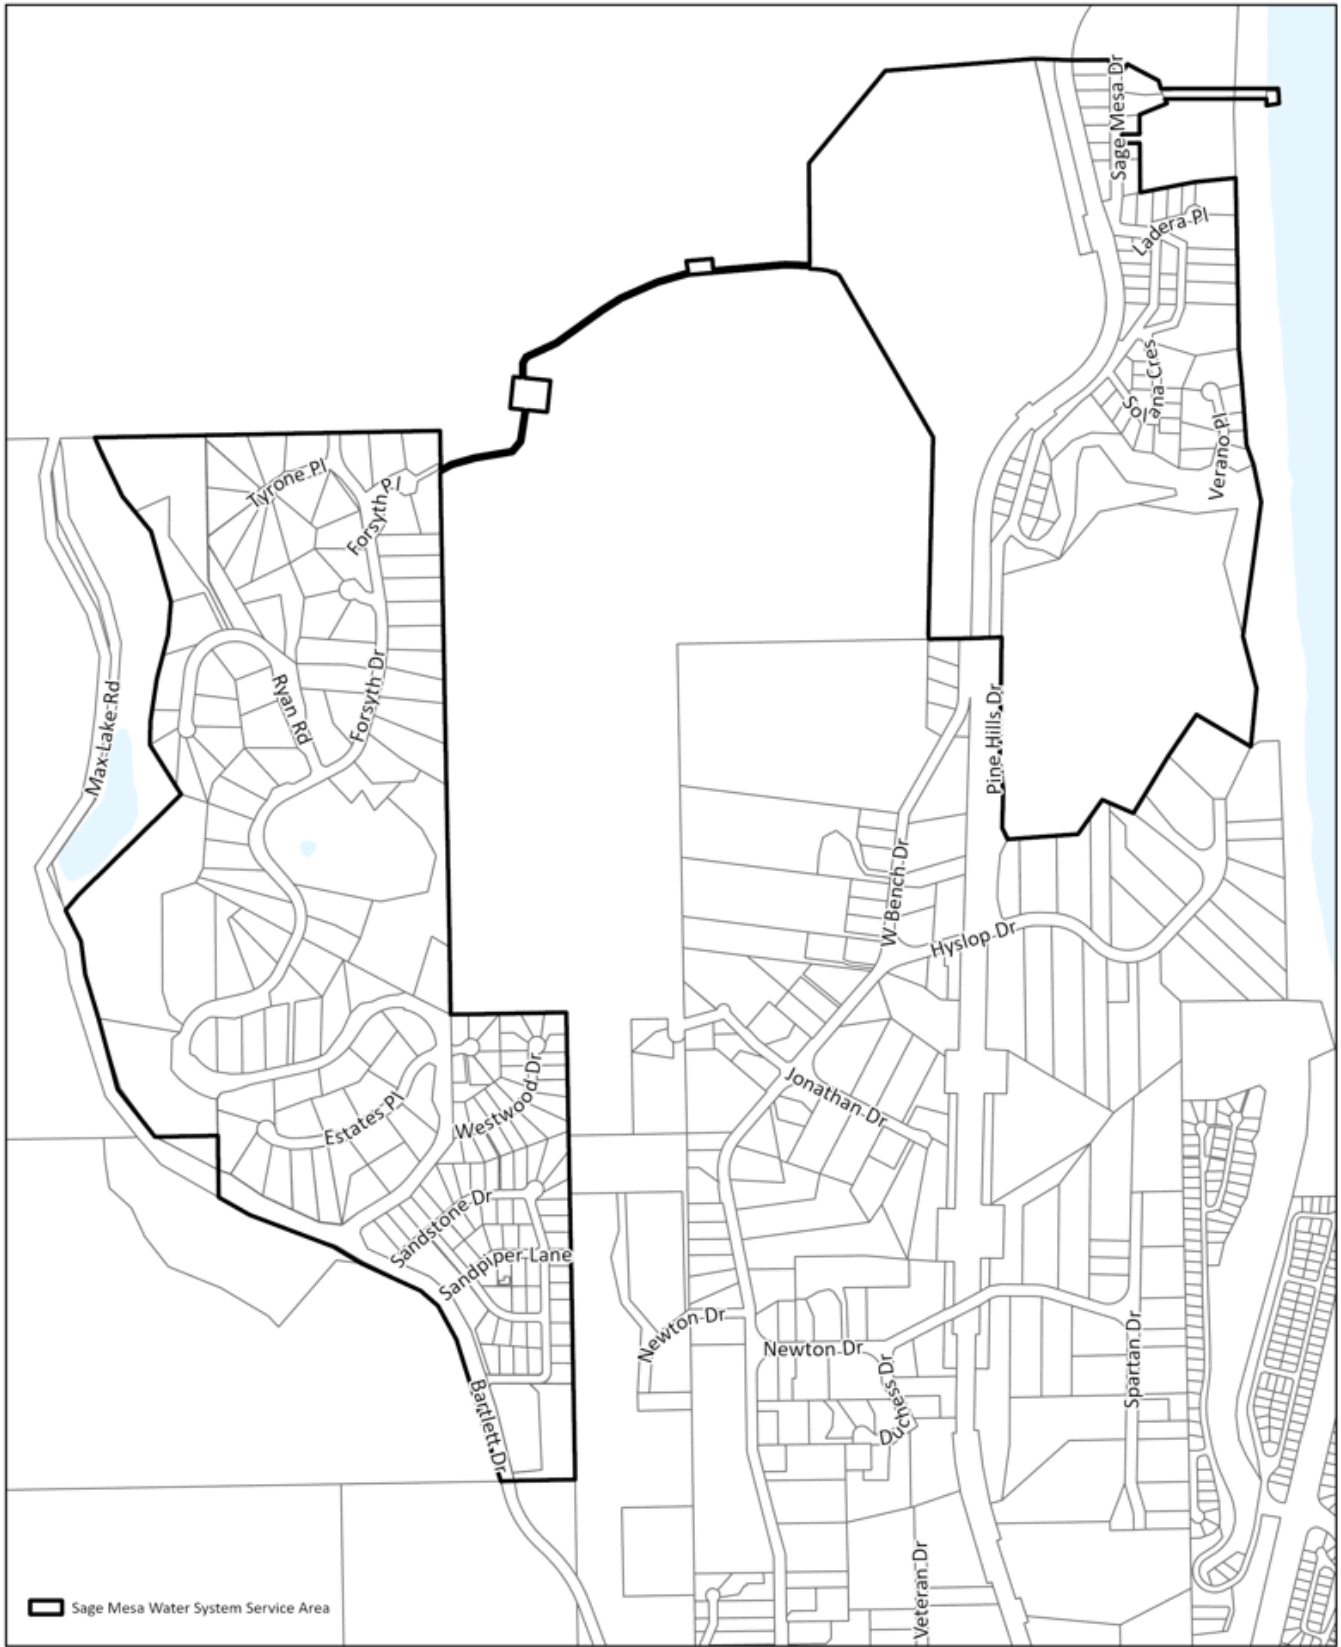 Sage Mesa Dr
Ladera Pl
Solana Cres
Verano Pl
Tyrone Pl
Forsyth Pl
Forsyth Dr
Ryan Rd
Max Lake Rd
Pine Hills Dr
W Bench Dr
Hyslop Dr
Jonathan Dr
Westwood Dr
Estates Pl
Sandstone Dr
Sandpiper Lane
Newton Dr
Newton Dr
Duchess Dr
Spartan Dr
Bartlett Dr
Veteran Dr
Sage Mesa Water System Service Area